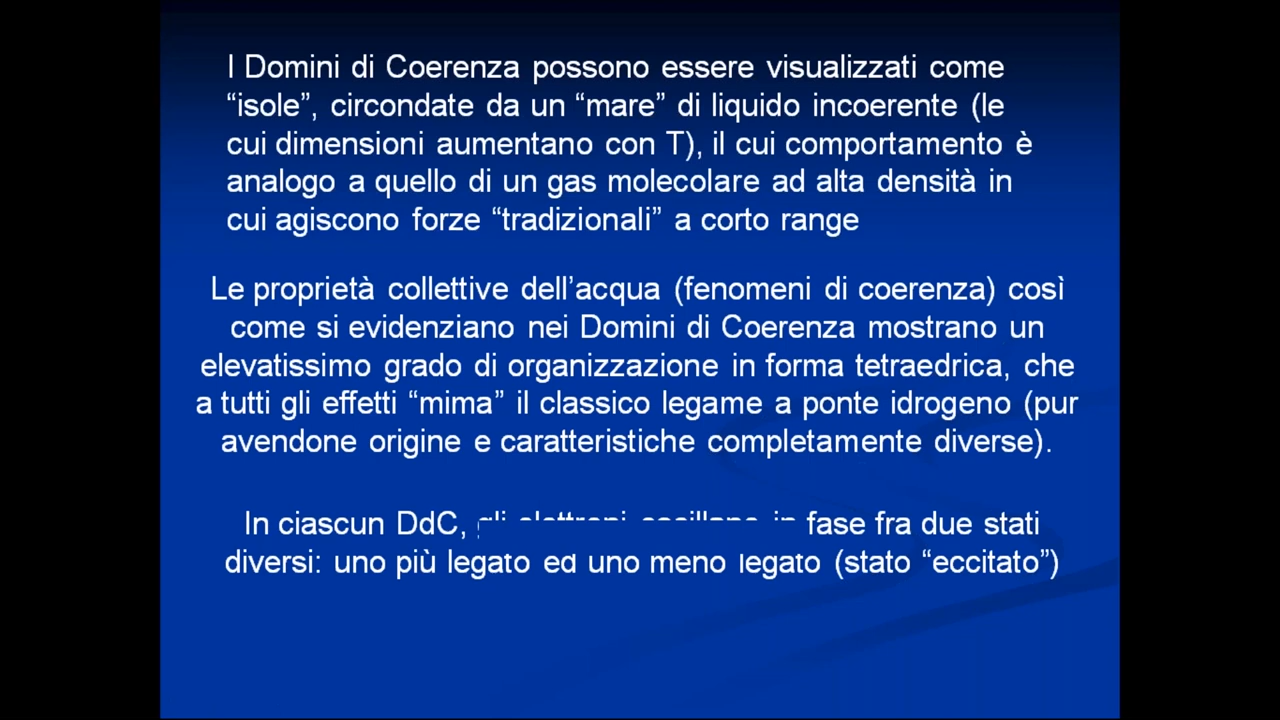 I Domini di Coerenza possono essere visualizzati come
“isole”, circondate da un “mare” di liquido incoerente (le
cui dimensioni aumentano con T), il cui comportamento è
analogo a quello di un gas molecolare ad alta densità in
cui agiscono forze “tradizionali” a corto range
Le proprietà collettive dell’acqua (fenomeni di coerenza) così
come si evidenziano nei Domini di Coerenza mostrano un
elevatissimo grado di organizzazione in forma tetraedrica, che
a tutti gli effetti “mima” il classico legame a ponte idrogeno (pur
avendone origine e caratteristiche completamente diverse).
In ciascun DdC, gli elettroni oscillano in fase fra due stati
diversi: uno più legato ed uno meno legato (stato “eccitato”)